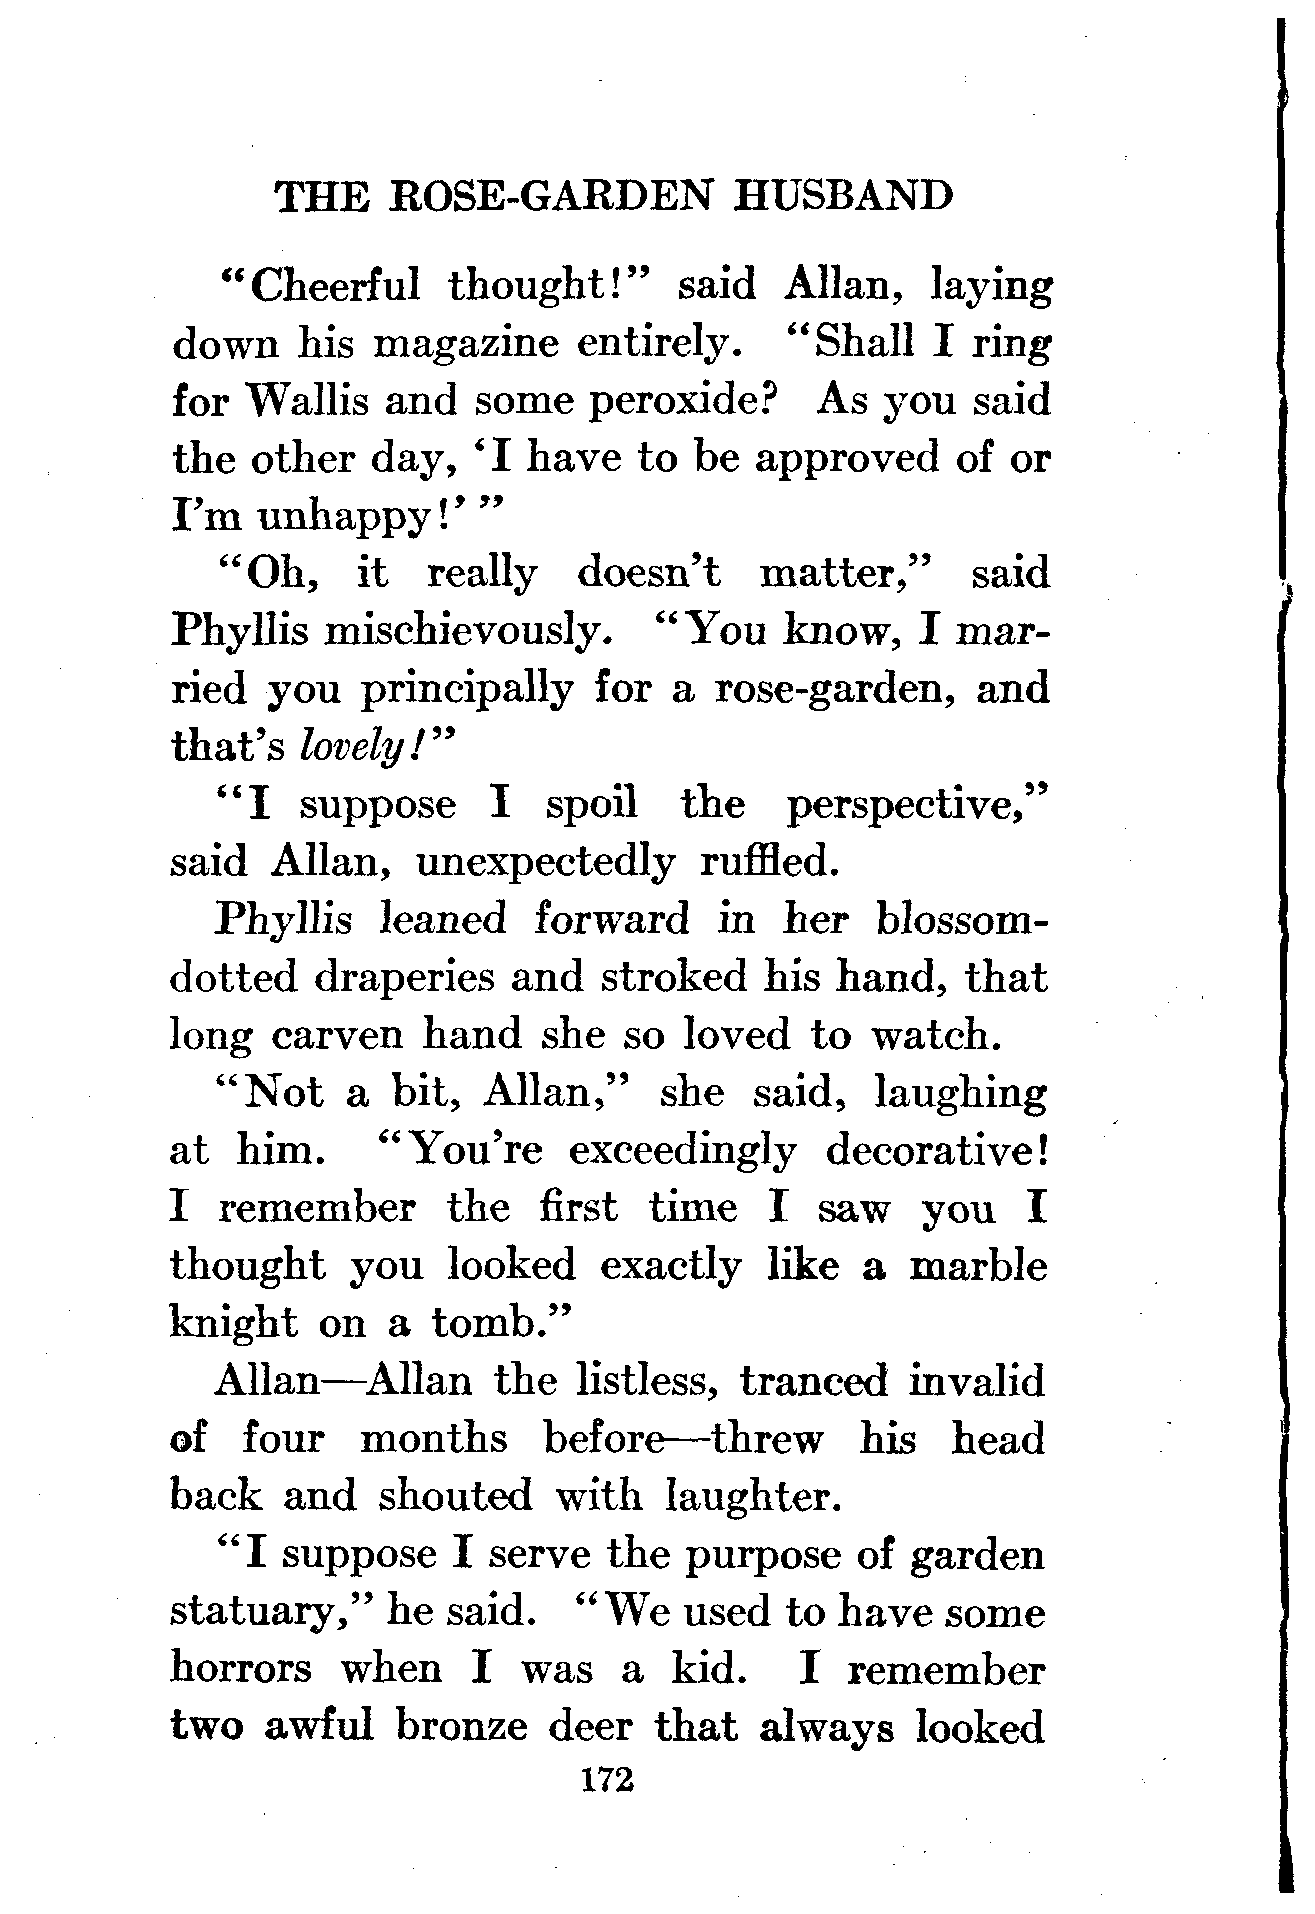 THE ROSE-GARDEN HUSBAND
“Cheerful thought!” said Allan, laying
down his magazine entirely. “Shall I ring
for Wallis and some peroxide? As you said
the other day, ‘I have to be approved of or
I’m unhappy!’ ”
“Oh, it really doesn’t matter,” said
Phyllis mischievously. “You know, I mar-
ried you principally for a rose-garden, and
that’s lovely!”
“I suppose I spoil the perspective,”
said Allan, unexpectedly ruffled.
Phyllis leaned forward in her blossom-
dotted draperies and stroked his hand, that
long carven hand she so loved to watch.
“Not a bit, Allan,” she said, laughing
at him. “You’re exceedingly decorative!
I remember the first time I saw you I
thought you looked exactly like a marble
knight on a tomb.”
Allan—Allan the listless, tranced invalid
of four months before—threw his head
back and shouted with laughter.
“I suppose I serve the purpose of garden
statuary,” he said. “We used to have some
horrors when I was a kid. I remember
two awful bronze deer that always looked
172